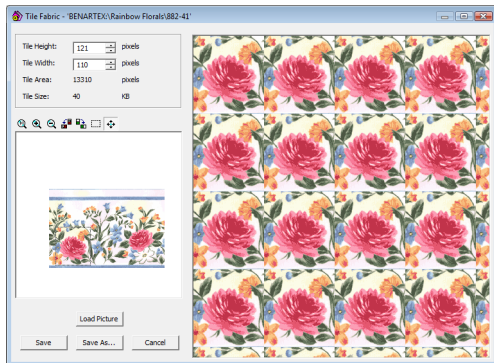 Tile Fabric - 'BENARTEX:\Rainbow Florals\882-41'
Tile Height: 121 pixels
Tile Width: 110 pixels
Tile Area: 13310 pixels
Tile Size: 40 KB
Load Picture
Save Save As... Cancel